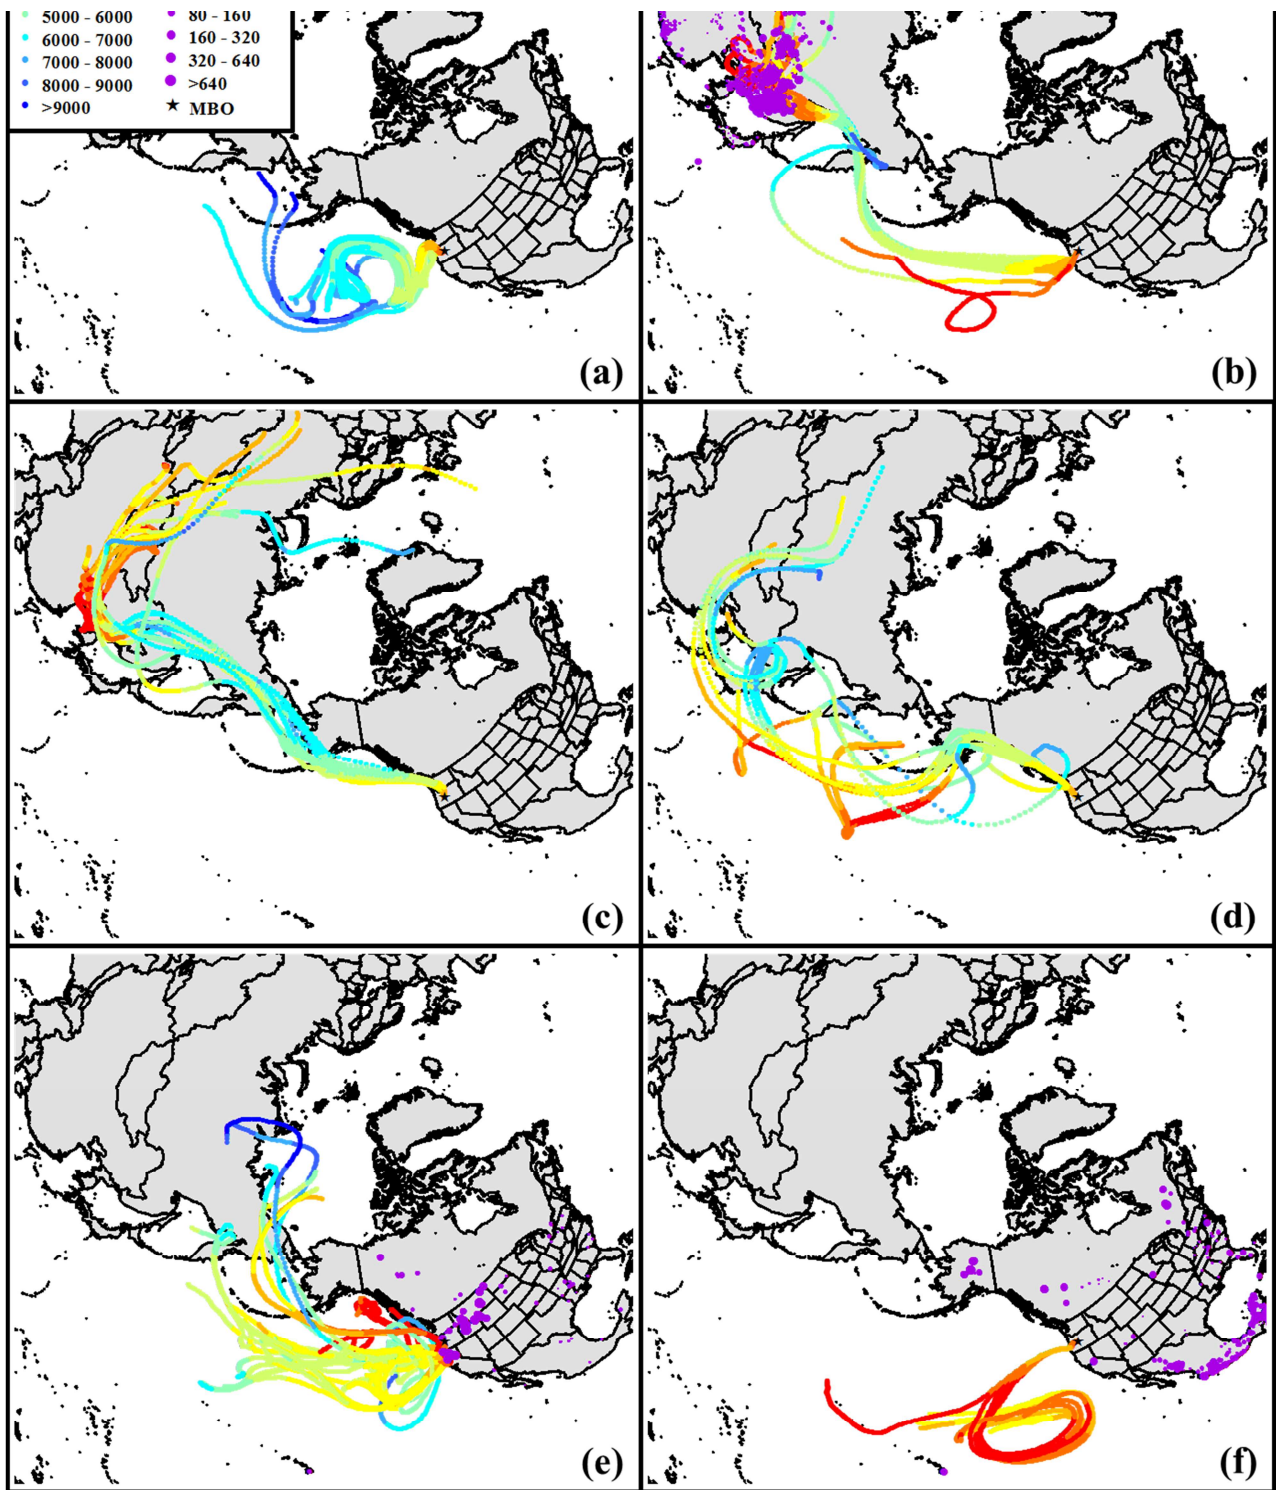 5000 - 6000 80 - 160
6000 - 7000 160 - 320
7000 - 8000 320 - 640
8000 - 9000 >640
>9000 ★ MBO
(a)
(b)
(c)
(d)
(e)
(f)